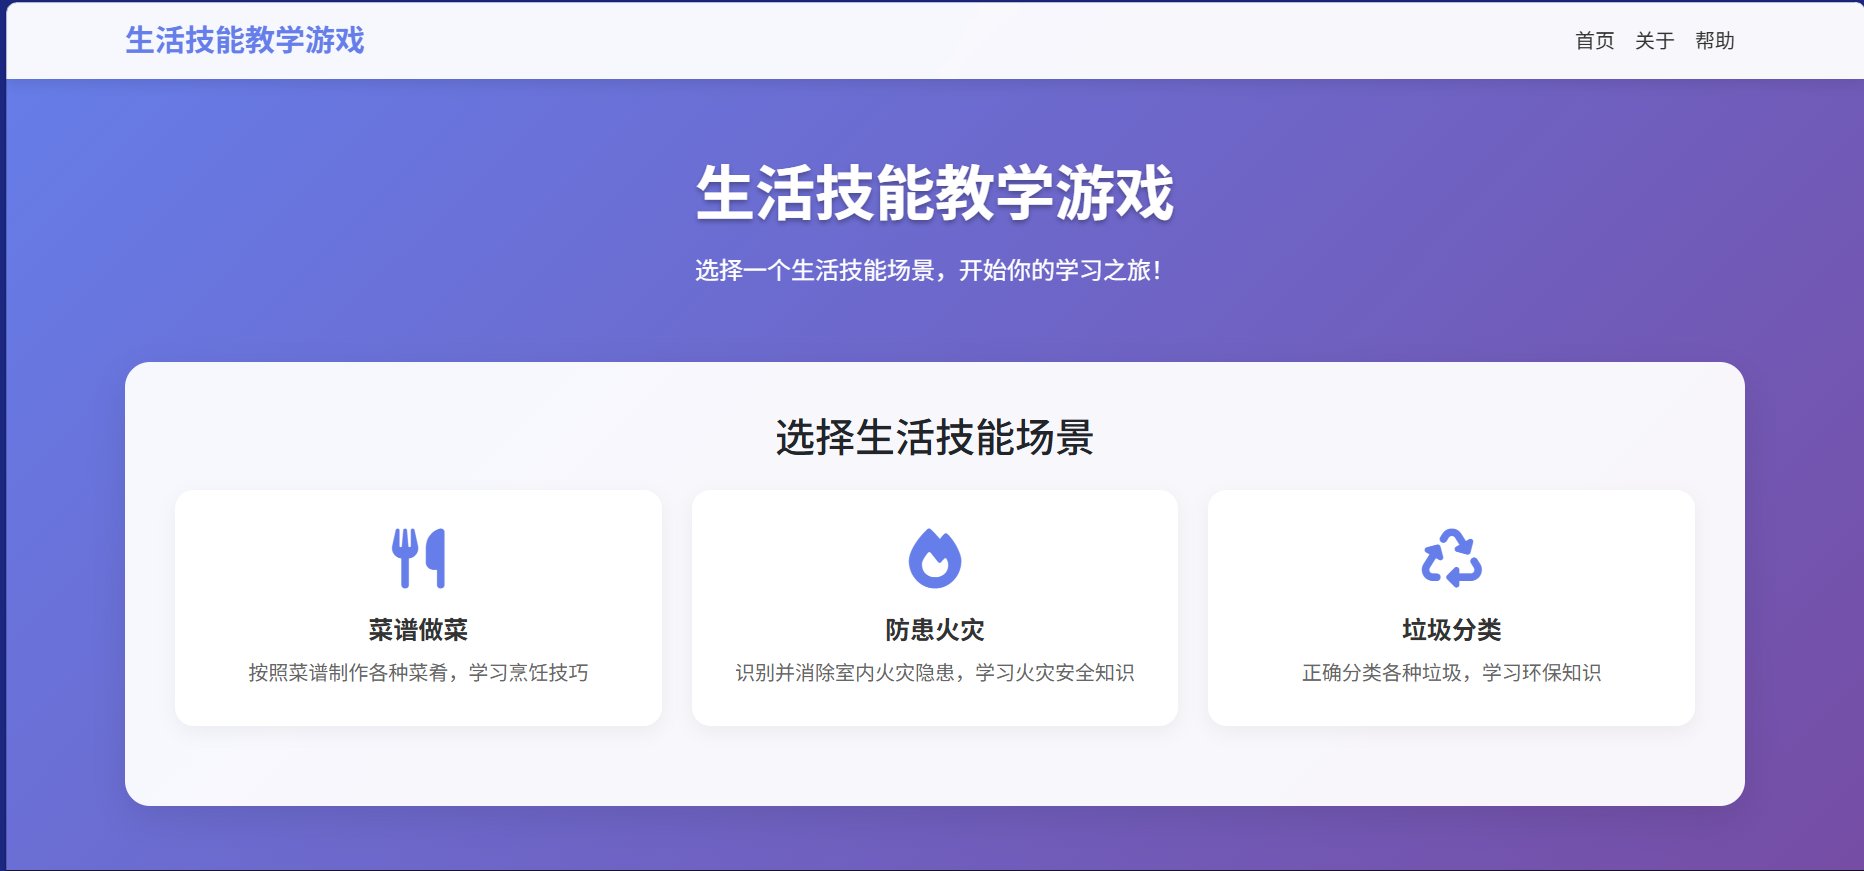 生活技能教学游戏
首页 关于 帮助
生活技能教学游戏
选择一个生活技能场景，开始你的学习之旅！
选择生活技能场景
菜谱做菜
按照菜谱制作各种菜肴，学习烹饪技巧
防患火灾
识别并消除室内火灾隐患，学习火灾安全知识
垃圾分类
正确分类各种垃圾，学习环保知识